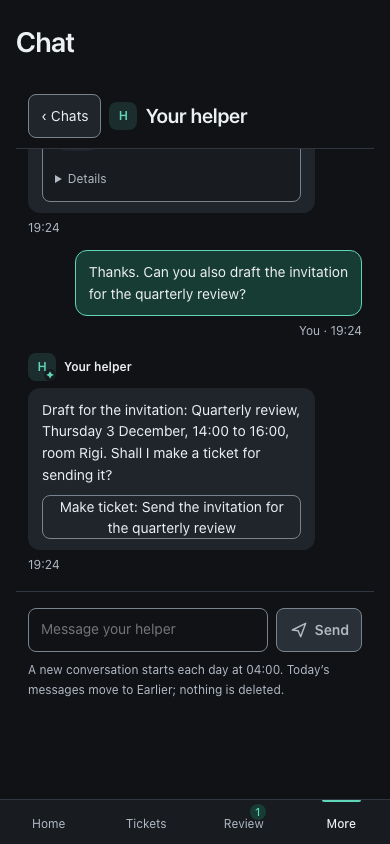 Chat
‹ Chats
H
Your helper
▶ Details
19:24
Thanks. Can you also draft the invitation
for the quarterly review?
You · 19:24
H
Your helper
Draft for the invitation: Quarterly review,
Thursday 3 December, 14:00 to 16:00,
room Rigi. Shall I make a ticket for
sending it?
Make ticket: Send the invitation for
the quarterly review
19:24
Message your helper
Send
A new conversation starts each day at 04:00. Today’s
messages move to Earlier; nothing is deleted.
1
Home
Tickets
Review
More